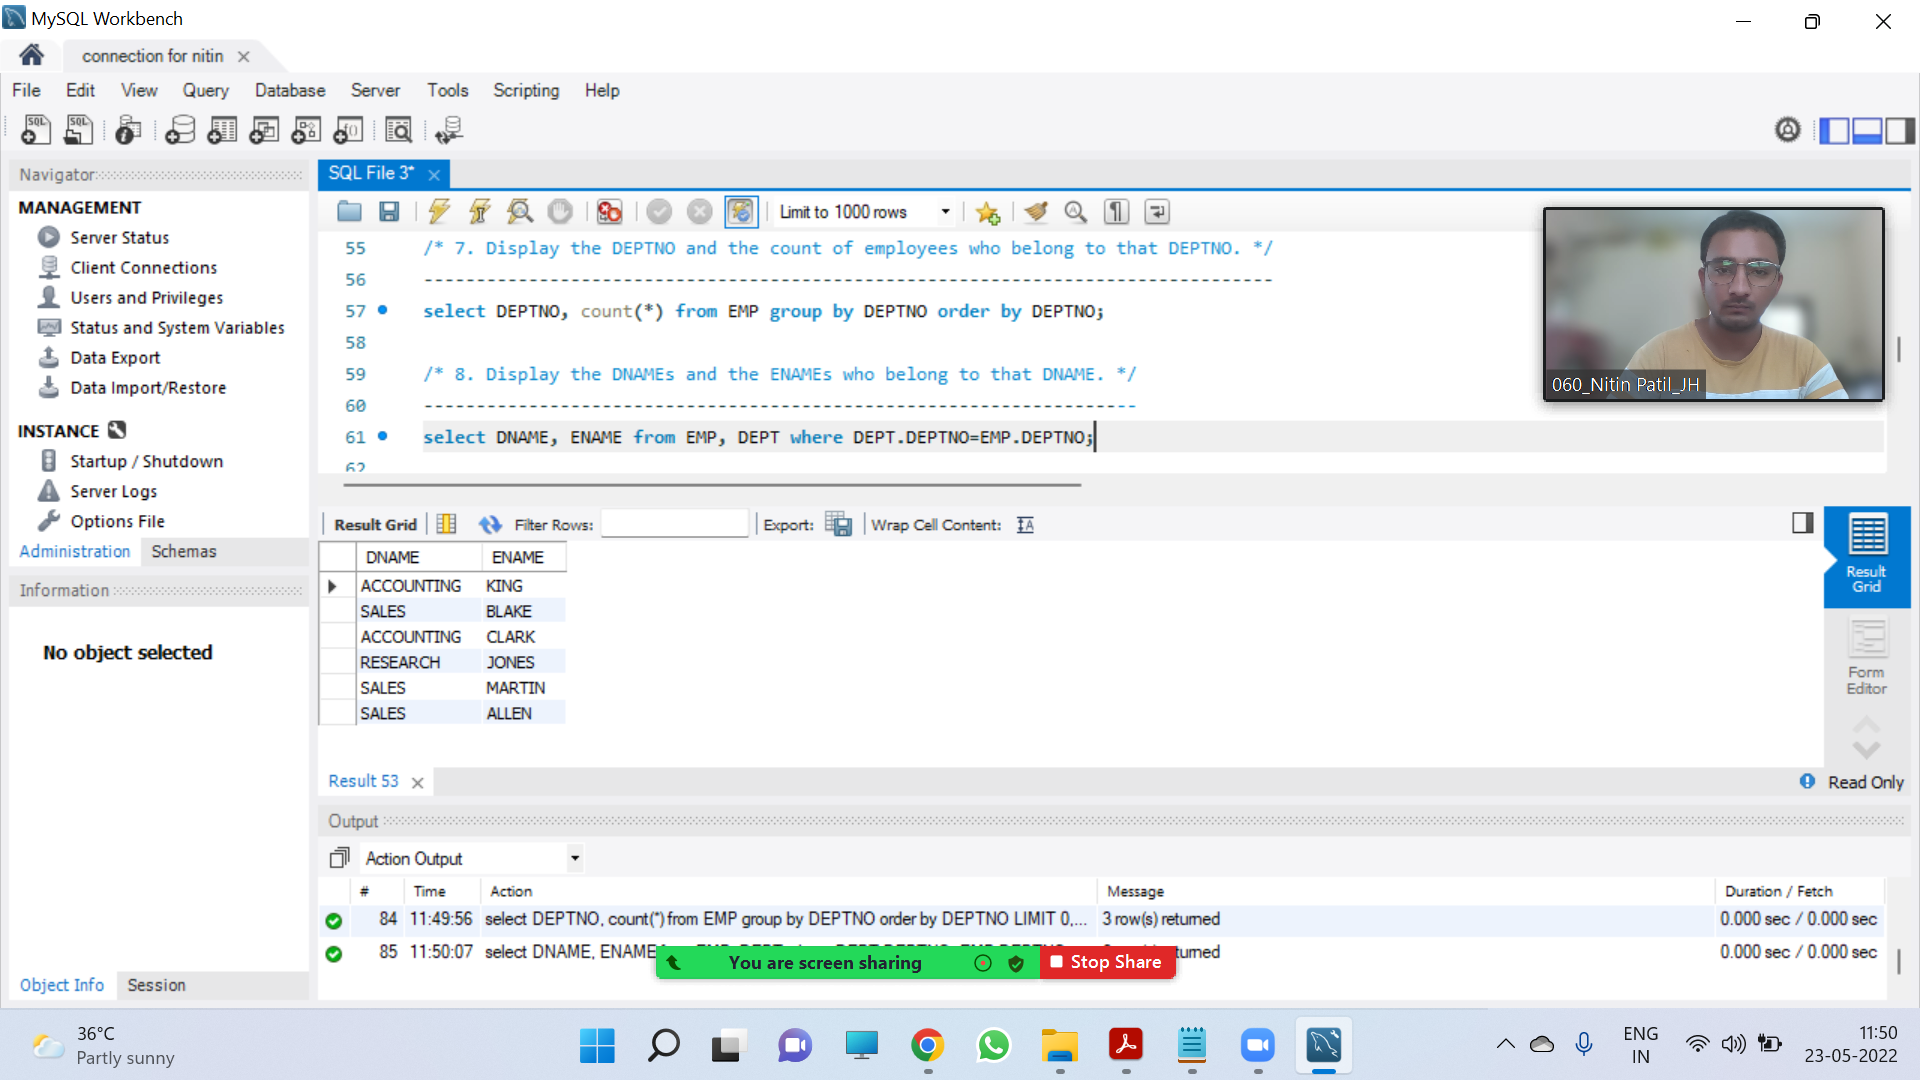 MySQL Workbench
connection for nitin
File Edit View Query Database Server Tools Scripting Help
Navigator
SQL File 3*
MANAGEMENT
Server Status
Client Connections
Users and Privileges
Status and System Variables
Data Export
Data Import/Restore
INSTANCE
Startup / Shutdown
Server Logs
Options File
Administration Schemas
Information
No object selected
Object Info Session
Limit to 1000 rows
55 /* 7. Display the DEPTNO and the count of employees who belong to that DEPTNO. */
56 ---------------------------------------------------------------------------------
57 select DEPTNO, count(*) from EMP group by DEPTNO order by DEPTNO;
58
59 /* 8. Display the DNAMEs and the ENAMEs who belong to that DNAME. */
60 --------------------------------------------------------------------
61 select DNAME, ENAME from EMP, DEPT where DEPT.DEPTNO=EMP.DEPTNO;
62
060_Nitin Patil_JH
Result Grid Filter Rows: Export: Wrap Cell Content:
DNAME ENAME
ACCOUNTING KING
SALES BLAKE
ACCOUNTING CLARK
RESEARCH JONES
SALES MARTIN
SALES ALLEN
Result
Grid
Form
Editor
Result 53
Read Only
Output
Action Output
# Time Action Message Duration / Fetch
84 11:49:56 select DEPTNO, count(*) from EMP group by DEPTNO order by DEPTNO LIMIT 0,... 3 row(s) returned 0.000 sec / 0.000 sec
85 11:50:07 select DNAME, ENAME 0.000 sec / 0.000 sec
You are screen sharing Stop Share
36°C
Partly sunny
ENG
IN
11:50
23-05-2022